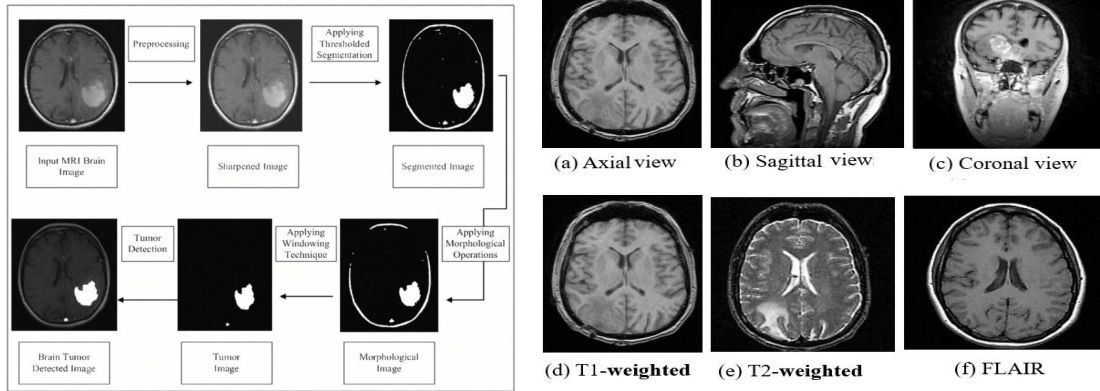 Preprocessing
Applying
Thresholded
Segmentation
Input MRI Brain
Image
Sharpened Image
Segmented Image
Tumor
Detection
Applying
Windowing
Technique
Applying
Morphological
Operations
Brain Tumor
Detected Image
Tumor
Image
Morphological
Image
(a) Axial view
(b) Sagittal view
(c) Coronal view
(d) T1-weighted
(e) T2-weighted
(f) FLAIR